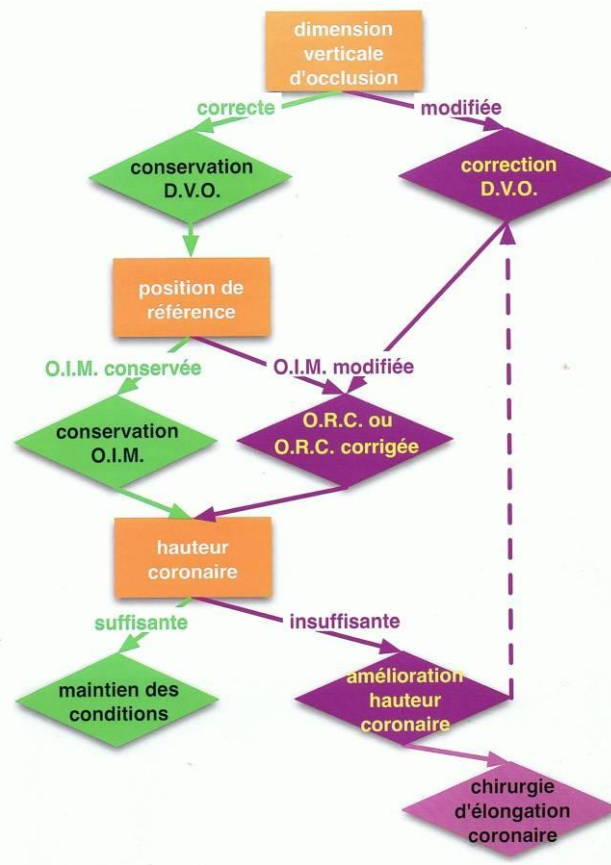 dimension
verticale
d'occlusion
correcte
modifiée
conservation
D.V.O.
correction
D.V.O.
position de
référence
O.I.M. conservée
O.I.M. modifiée
conservation
O.I.M.
O.R.C. ou
O.R.C. corrigée
hauteur
coronaire
suffisante
insuffisante
maintien des
conditions
amélioration
hauteur
coronaire
chirurgie
d'élongation
coronaire